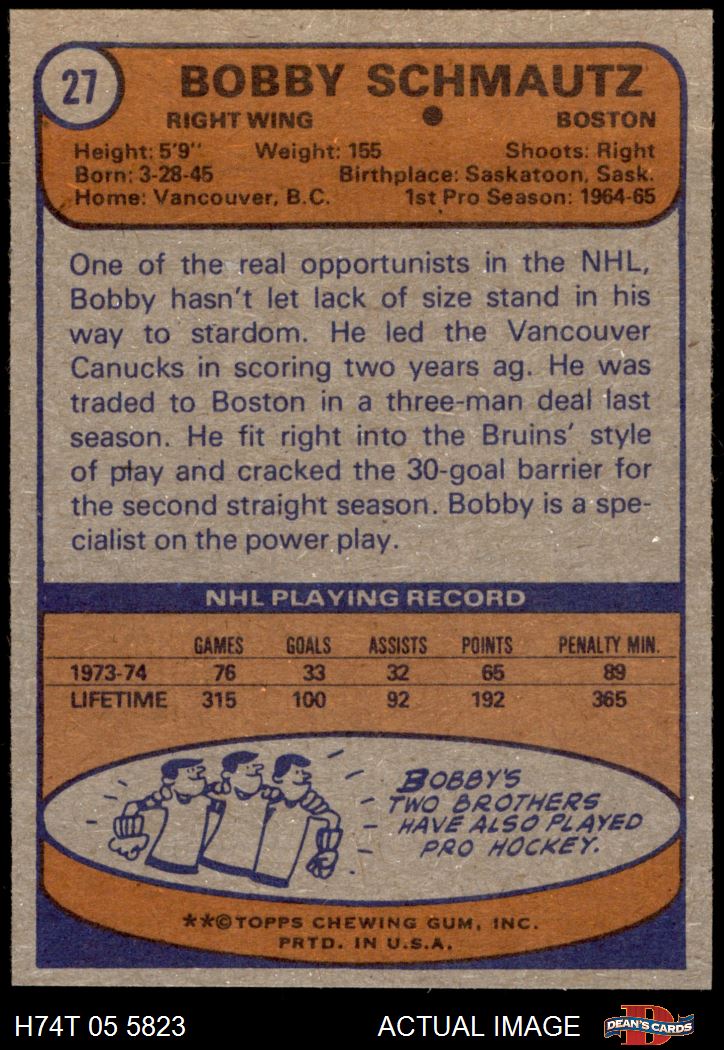 27
BOBBY SCHMAUTZ
RIGHT WING • BOSTON
Height: 5'9" Weight: 155 Shoots: Right
Born: 3-28-45 Birthplace: Saskatoon, Sask.
Home: Vancouver, B.C. 1st Pro Season: 1964-65
One of the real opportunists in the NHL,
Bobby hasn't let lack of size stand in his
way to stardom. He led the Vancouver
Canucks in scoring two years ag. He was
traded to Boston in a three-man deal last
season. He fit right into the Bruins' style
of play and cracked the 30-goal barrier for
the second straight season. Bobby is a spe-
cialist on the power play.
NHL PLAYING RECORD
GAMES GOALS ASSISTS POINTS PENALTY MIN.
1973-74 76 33 32 65 89
LIFETIME 315 100 92 192 365
BOBBY'S
TWO BROTHERS
HAVE ALSO PLAYED
PRO HOCKEY.
**©TOPPS CHEWING GUM, INC.
PRTD. IN U.S.A.
H74T 05 5823 ACTUAL IMAGE DEAN'S CARDS